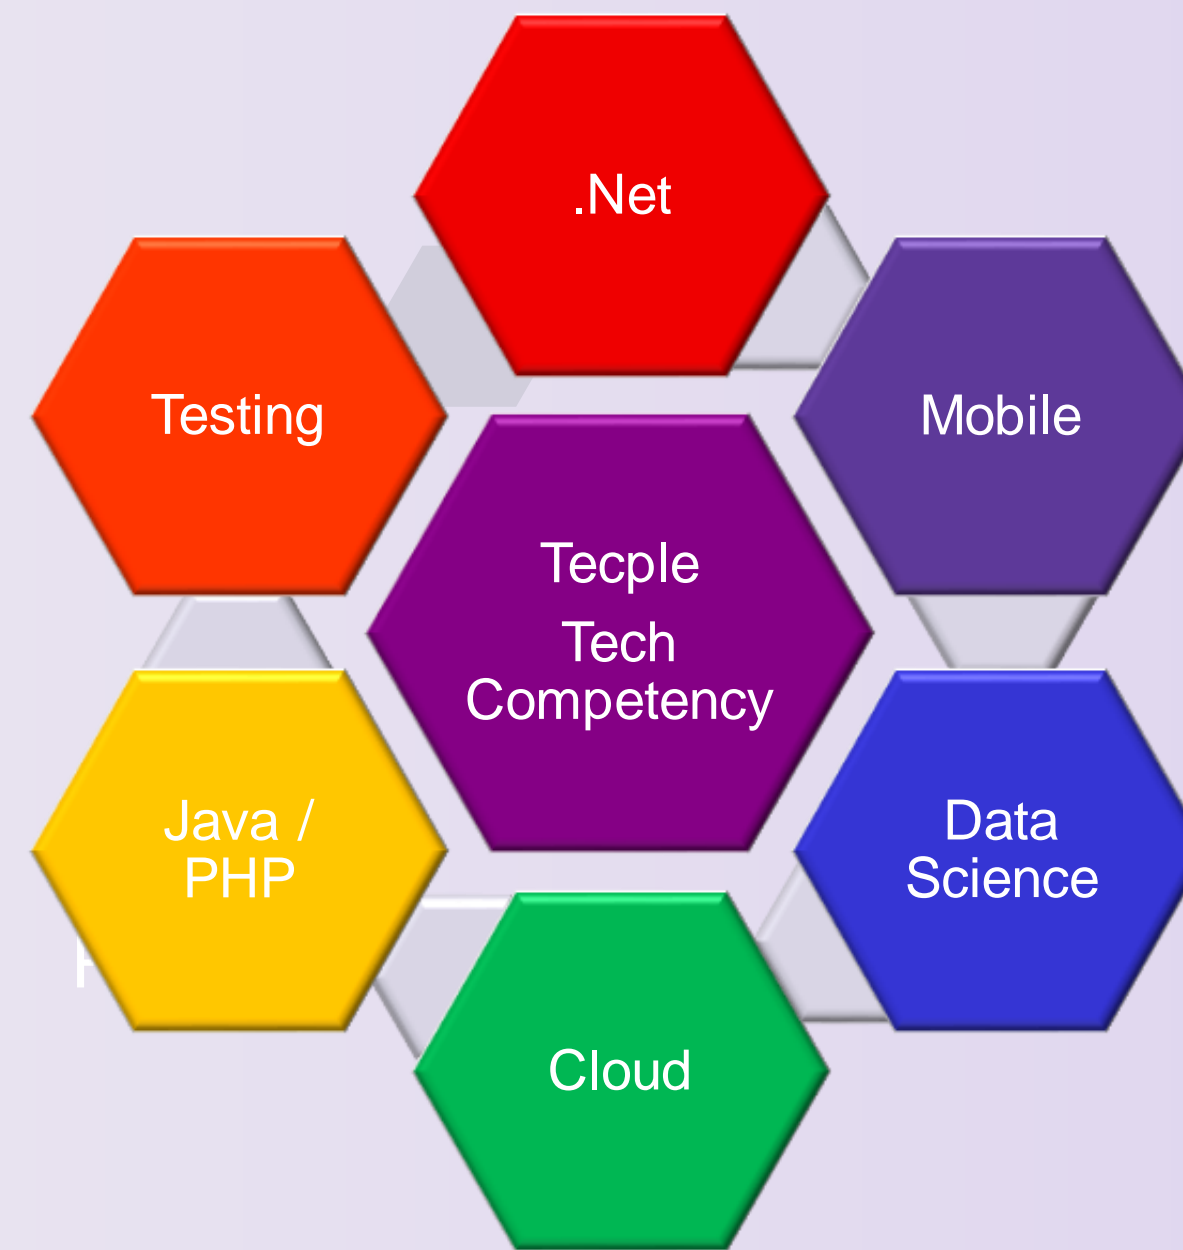 .Net
Testing
Mobile
Tecple
Tech
Competency
Java /
PHP
Data
Science
Cloud